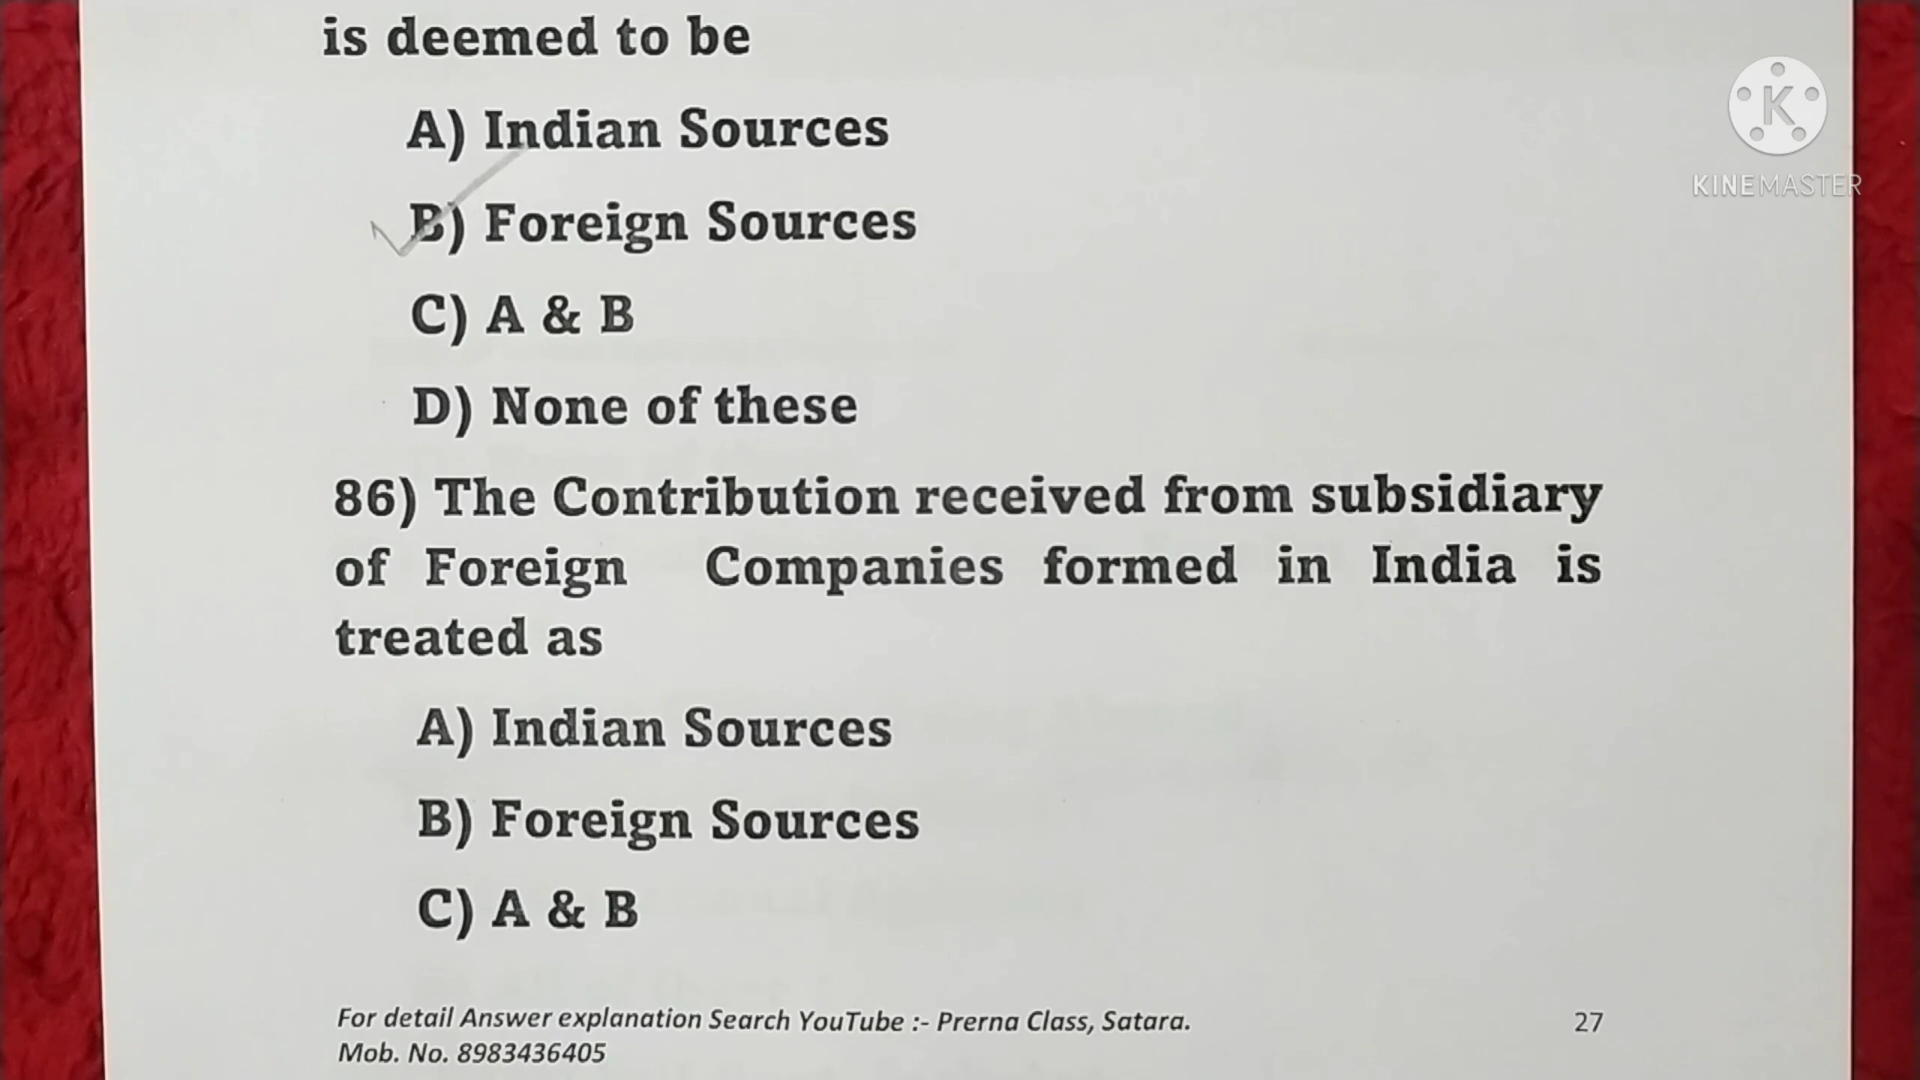 is deemed to be
A) Indian Sources
B) Foreign Sources
C) A & B
D) None of these
86) The Contribution received from subsidiary
of Foreign Companies formed in India is
treated as
A) Indian Sources
B) Foreign Sources
C) A & B
For detail Answer explanation Search YouTube :- Prerna Class, Satara. 27
Mob. No. 8983436405
K
KINEMASTER